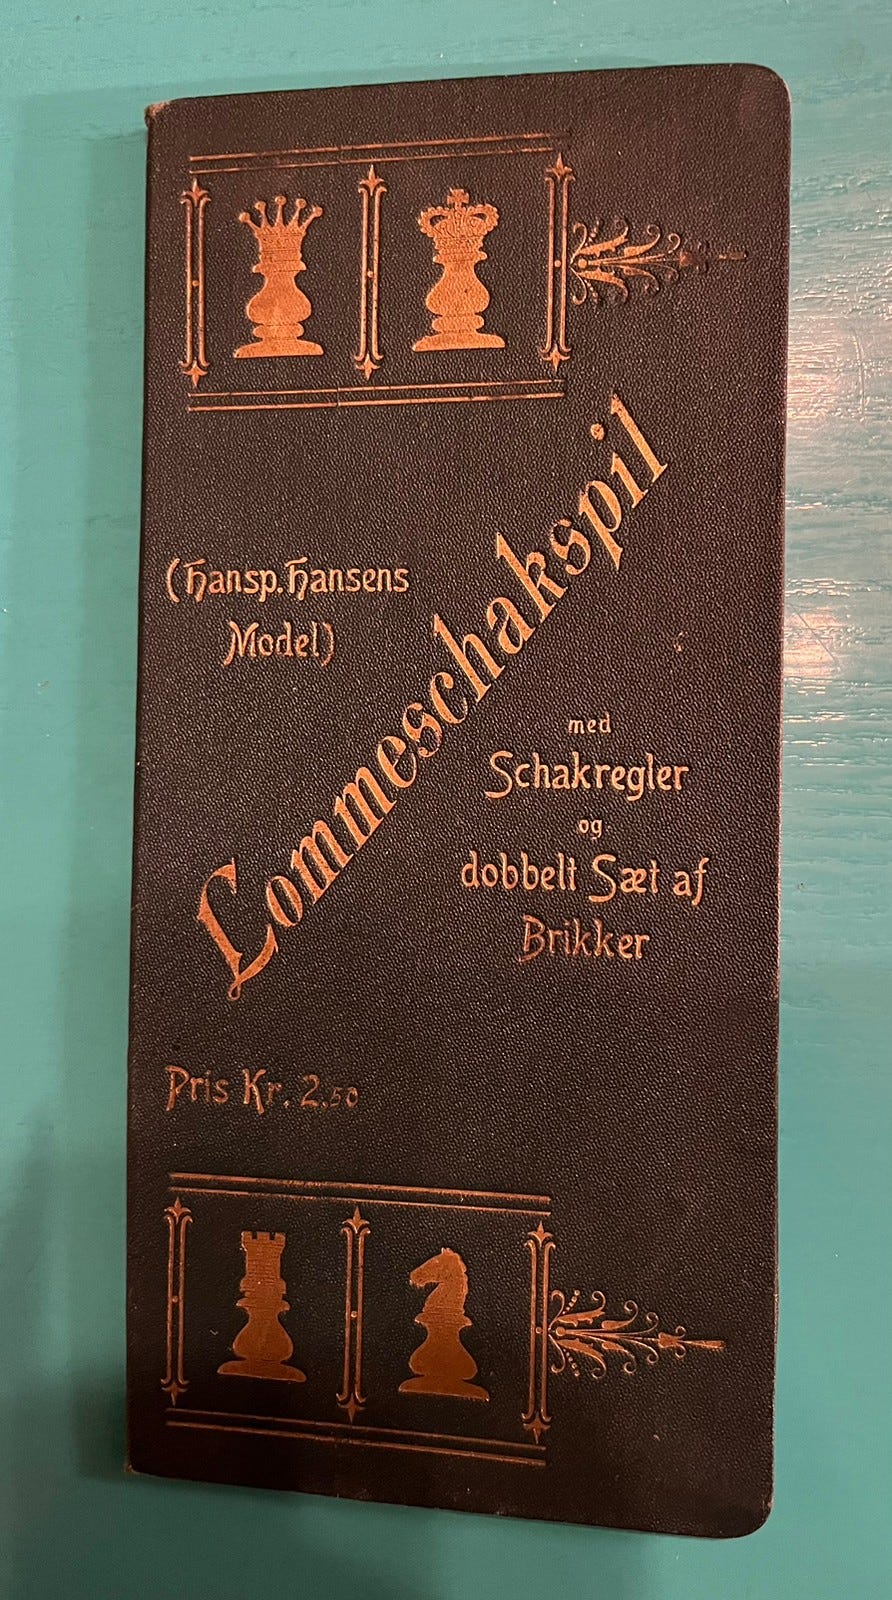 (Hansp. Hansens
Model)
Lommeschakspil
med
Schakregler
og
dobbelt Sæt af
Brikker
Pris Kr. 2.50